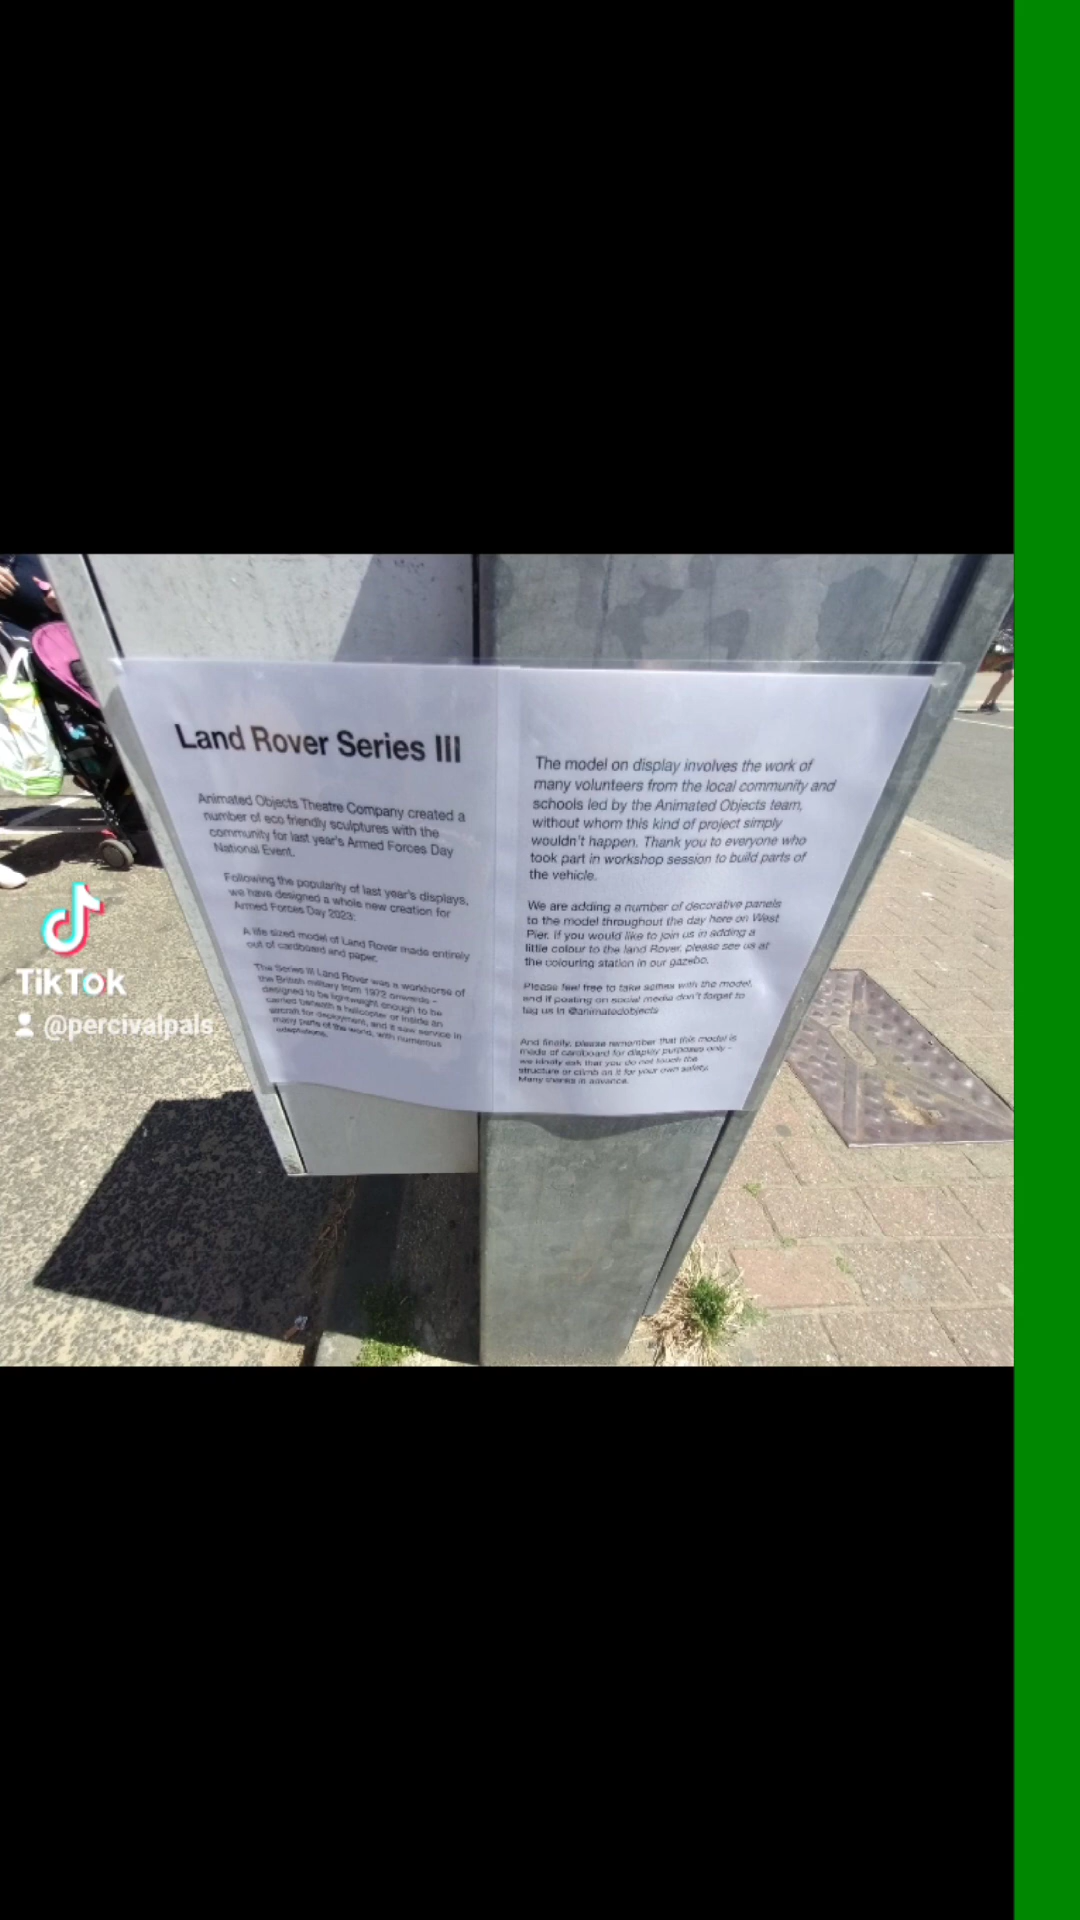 Land Rover Series III
Animated Objects Theatre Company created a
number of eco friendly sculptures with the
community for last year's Armed Forces Day
National Event.
Following the popularity of last year's displays,
we have designed a whole new creation for
Armed Forces Day 2023:
A life sized model of Land Rover made entirely
out of cardboard and paper.
The Series III Land Rover was a workhorse of
the British military from 1972 onwards –
designed to be lightweight enough to be
carried beneath a helicopter or inside an
aircraft for deployment, and it saw service in
many parts of the world, with numerous
adaptations.
The model on display involves the work of
many volunteers from the local community and
schools led by the Animated Objects team,
without whom this kind of project simply
wouldn't happen. Thank you to everyone who
took part in workshop session to build parts of
the vehicle.
We are adding a number of decorative panels
to the model throughout the day here on West
Pier. If you would like to join us in adding a
little colour to the land Rover, please see us at
the colouring station in our gazebo.
Please feel free to take selfies with the model,
and if posting on social media don't forget to
tag us in @animatedobjects
And finally, please remember that this model is
made of cardboard for display purposes only –
we kindly ask that you do not touch the
structure or climb on it for your own safety.
Many thanks in advance.
TikTok
@percivalpals